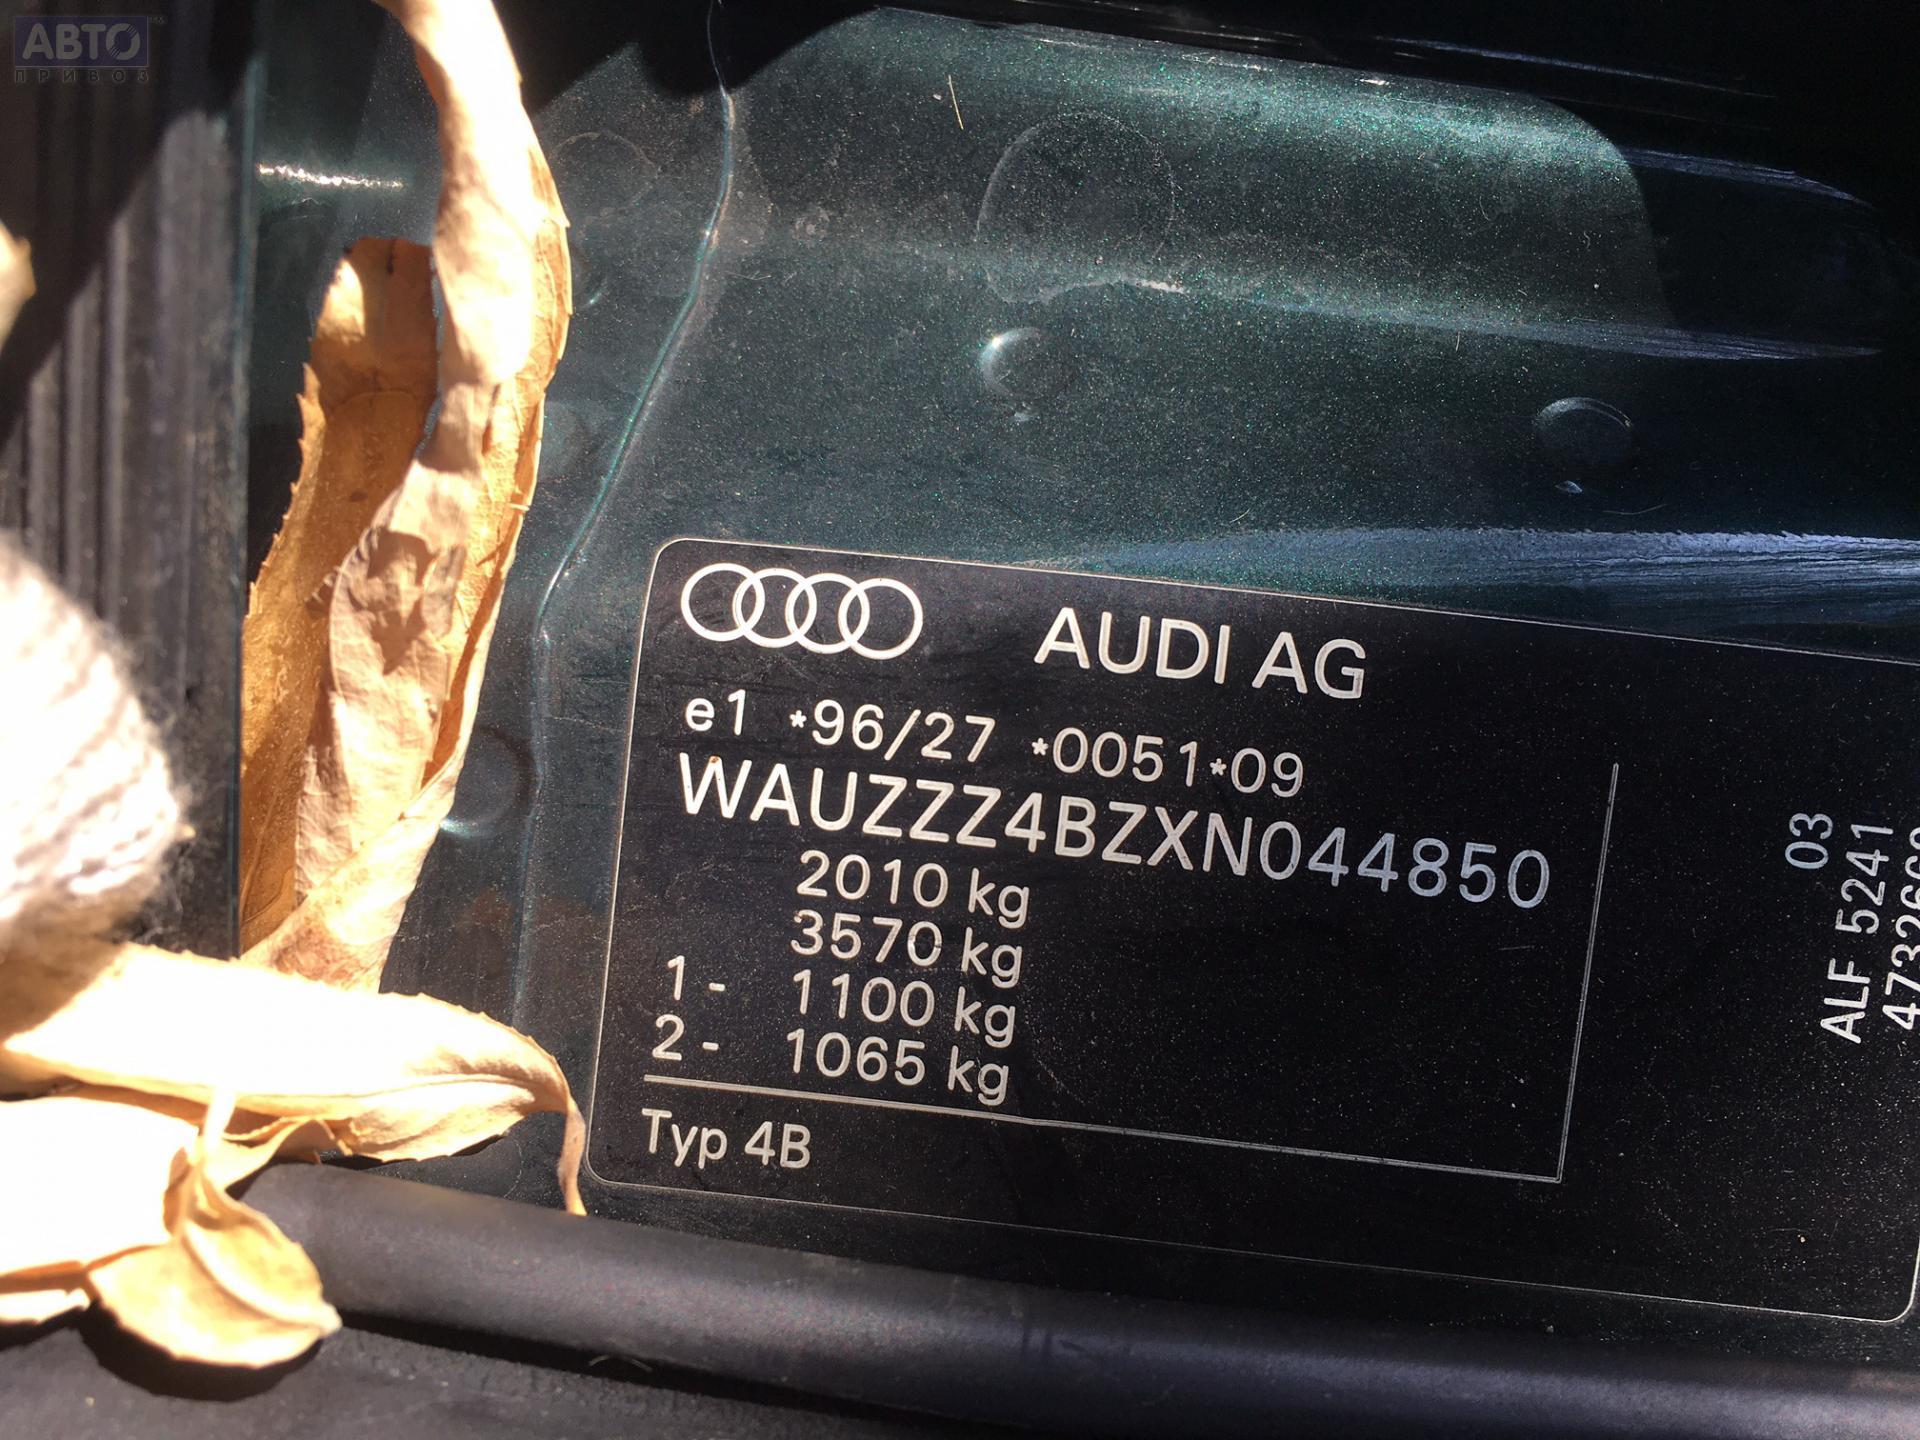 АВТО
ПРИВОЗ
AUDI AG
e1 *96/27 *0051*09
WAUZZZ4BZXN044850
2010 kg
3570 kg
1- 1100 kg
2- 1065 kg
Typ 4B
03
ALF 5241